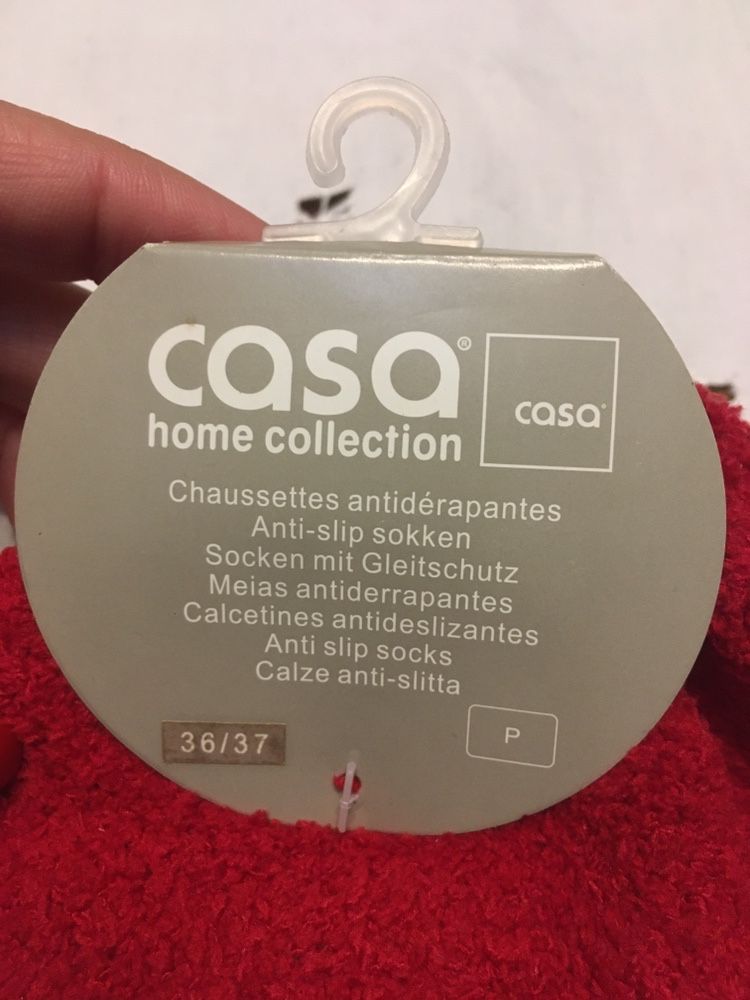 casa®
home collection
casa®
Chaussettes antidérapantes
Anti-slip sokken
Socken mit Gleitschutz
Meias antiderrapantes
Calcetines antideslizantes
Anti slip socks
Calze anti-slitta
36/37
P